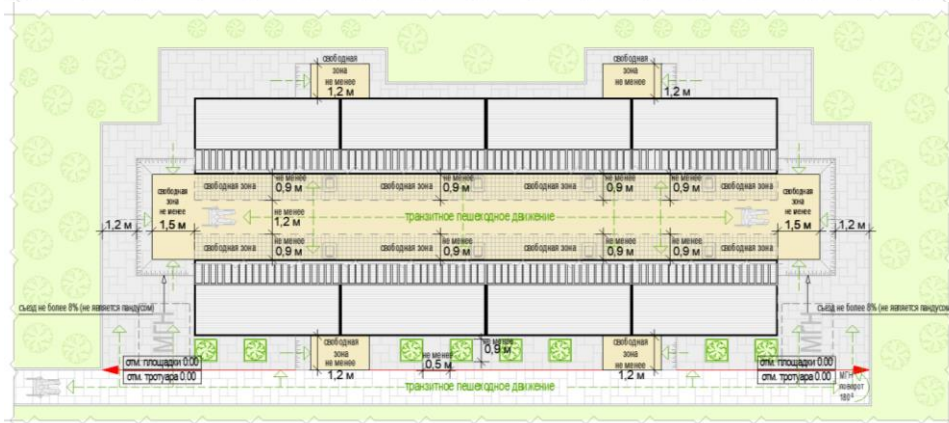 свободная
зона
не менее
1,2 м
свободная
зона
не менее
1,2 м
не менее
0,9 м
свободная зона
не менее
0,9 м
свободная зона
не менее
0,9 м
не менее
0,9 м
свободная зона
свободная зона
свободная
зона
не менее
1,5 м
1,2 м
не менее
1,2 м
транзитное пешеходное движение
свободная
зона
не менее
1,5 м
1,2 м
свободная зона
не менее
0,9 м
не менее
0,9 м
свободная зона
не менее
0,9 м
не менее
0,9 м
свободная зона
съезд не более 8% (не является пандусом)
съезд не более 8% (не является пандусом)
МГН
МГН
отм. площадки 0.00
отм. тротуара 0.00
свободная
зона
не менее
1,2 м
не менее
0,5 м
не менее
0,9 м
свободная
зона
не менее
1,2 м
отм. площадки 0.00
отм. тротуара 0.00
транзитное пешеходное движение
МГН
поворот
180°